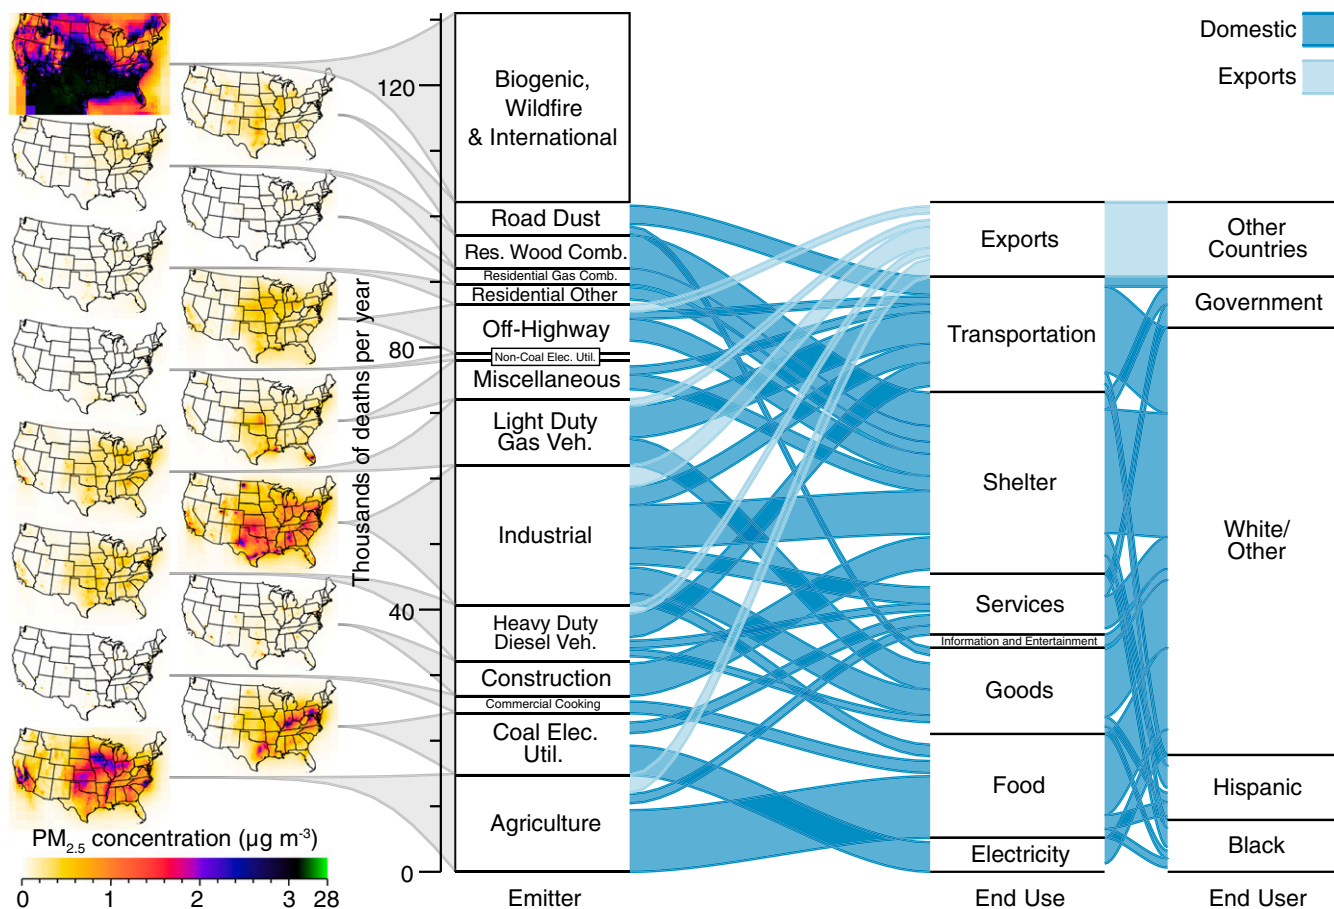 Domestic
Exports
120
80
40
0
Thousands of deaths per year
Biogenic,
Wildfire
& International
Road Dust
Res. Wood Comb.
Residential Gas Comb.
Residential Other
Off-Highway
Non-Coal Elec. Util.
Miscellaneous
Light Duty
Gas Veh.
Industrial
Heavy Duty
Diesel Veh.
Construction
Commercial Cooking
Coal Elec.
Util.
Agriculture
Emitter
Exports
Transportation
Shelter
Services
Information and Entertainment
Goods
Food
Electricity
End Use
Other
Countries
Government
White/
Other
Hispanic
Black
End User
PM2.5 concentration (µg m-3)
0 1 2 3 28